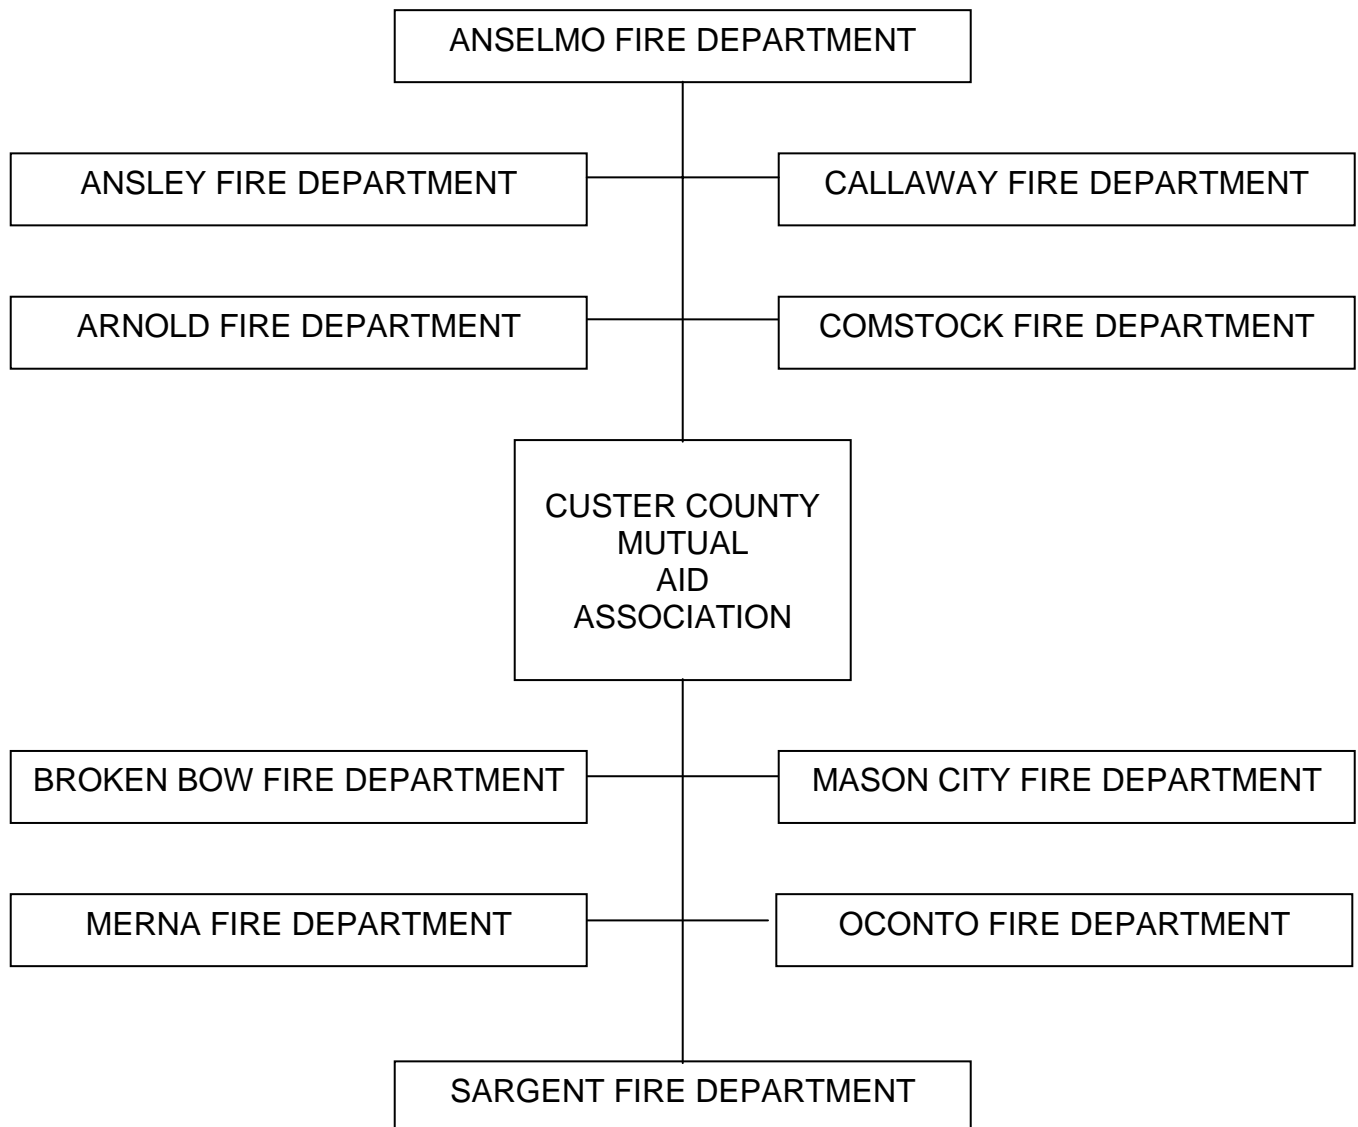 ANSELMO FIRE DEPARTMENT
ANSLEY FIRE DEPARTMENT
CALLAWAY FIRE DEPARTMENT
ARNOLD FIRE DEPARTMENT
COMSTOCK FIRE DEPARTMENT
CUSTER COUNTY
MUTUAL
AID
ASSOCIATION
BROKEN BOW FIRE DEPARTMENT
MASON CITY FIRE DEPARTMENT
MERNA FIRE DEPARTMENT
OCONTO FIRE DEPARTMENT
SARGENT FIRE DEPARTMENT